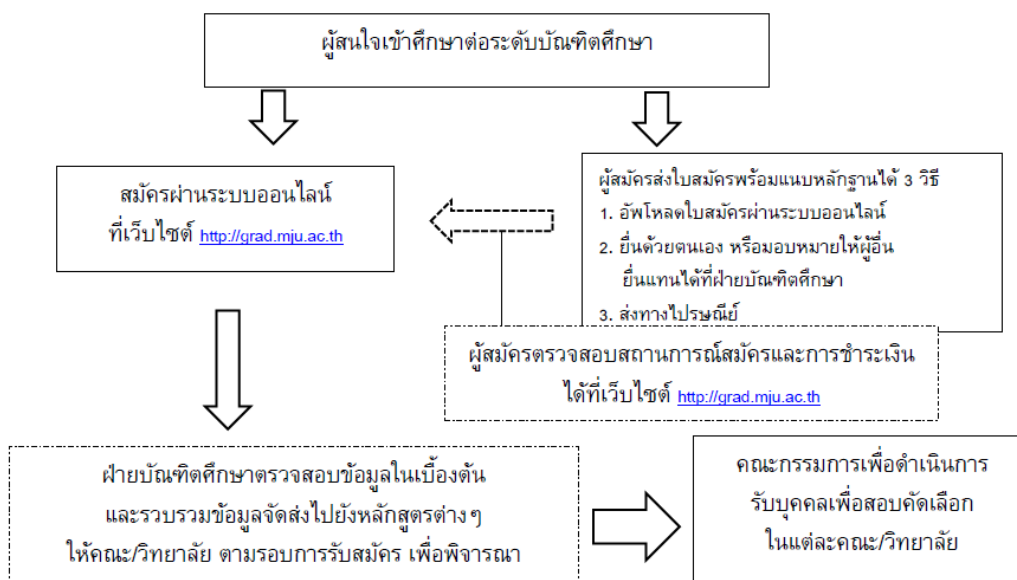 ผู้สนใจเข้าศึกษาต่อระดับบัณฑิตศึกษา
สมัครผ่านระบบออนไลน์
ที่เว็บไซต์ http://grad.mju.ac.th
ผู้สมัครส่งใบสมัครพร้อมแนบหลักฐานได้ 3 วิธี
1. อัพโหลดใบสมัครผ่านระบบออนไลน์
2. ยื่นด้วยตนเอง หรือมอบหมายให้ผู้อื่น
ยื่นแทนได้ที่ฝ่ายบัณฑิตศึกษา
3. ส่งทางไปรษณีย์
ผู้สมัครตรวจสอบสถานการณ์สมัครและการชำระเงิน
ได้ที่เว็บไซต์ http://grad.mju.ac.th
ฝ่ายบัณฑิตศึกษาตรวจสอบข้อมูลในเบื้องต้น
และรวบรวมข้อมูลจัดส่งไปยังหลักสูตรต่างๆ
ให้คณะ/วิทยาลัย ตามรอบการรับสมัคร เพื่อพิจารณา
คณะกรรมการเพื่อดำเนินการ
รับบุคคลเพื่อสอบคัดเลือก
ในแต่ละคณะ/วิทยาลัย